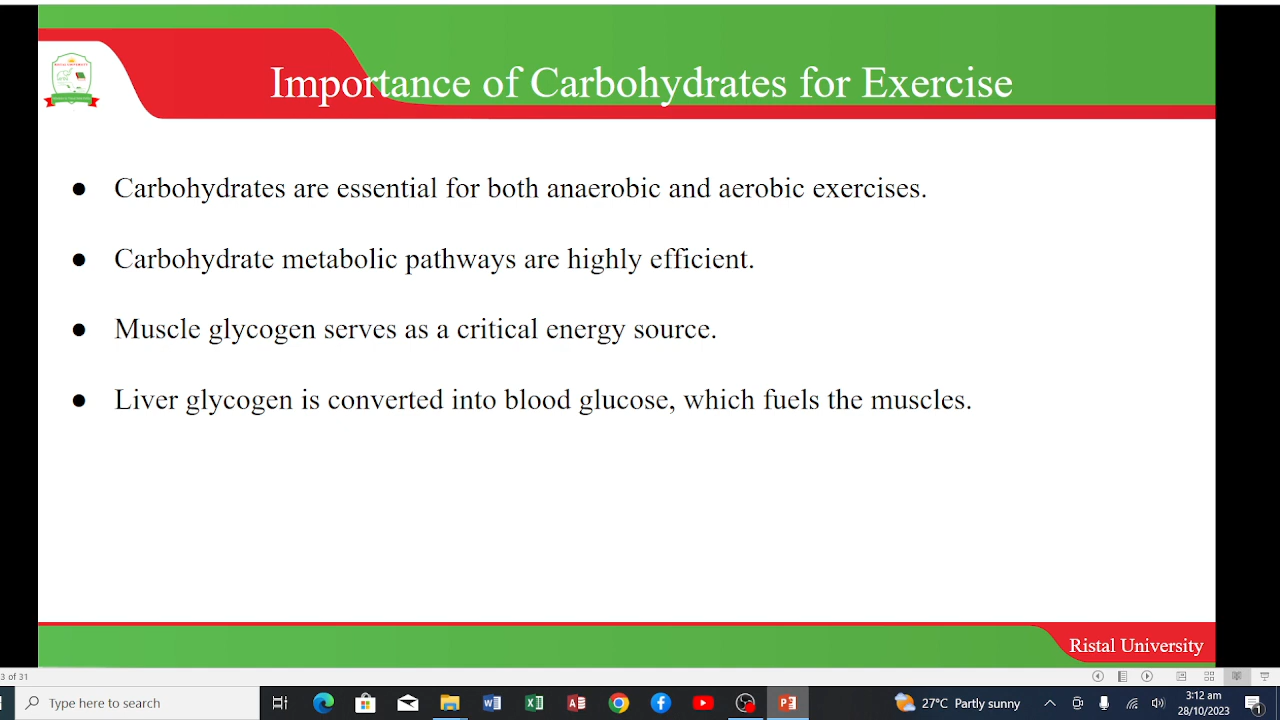 Importance of Carbohydrates for Exercise
● Carbohydrates are essential for both anaerobic and aerobic exercises.
● Carbohydrate metabolic pathways are highly efficient.
● Muscle glycogen serves as a critical energy source.
● Liver glycogen is converted into blood glucose, which fuels the muscles.
Ristal University
3 of 31
Type here to search
27°C Partly sunny
3:12 am
28/10/2023
1